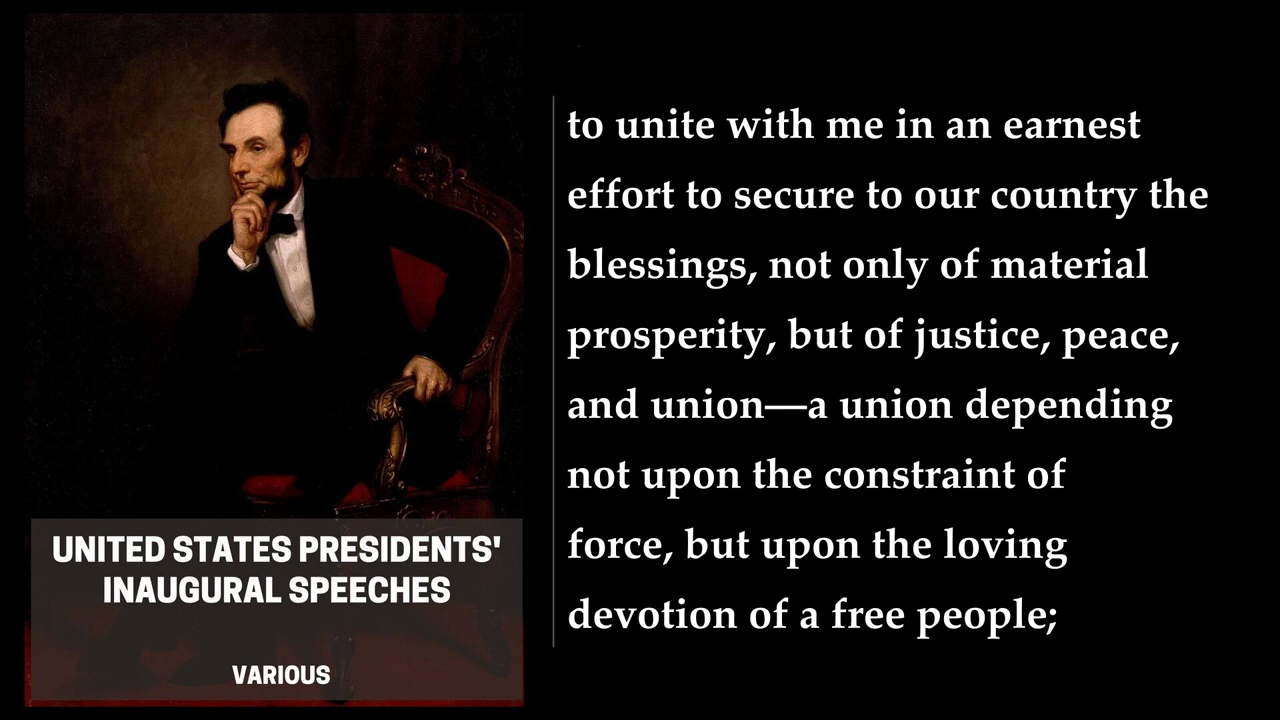 to unite with me in an earnest
effort to secure to our country the
blessings, not only of material
prosperity, but of justice, peace,
and union—a union depending
not upon the constraint of
force, but upon the loving
devotion of a free people;
UNITED STATES PRESIDENTS'
INAUGURAL SPEECHES
VARIOUS